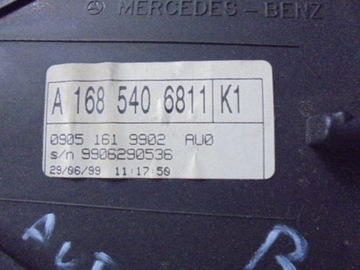 MERCEDES-BENZ
A 168 540 6811 K1
0905 161 9902 AU0
s/n 9906290536
29/06/99 11:17:50